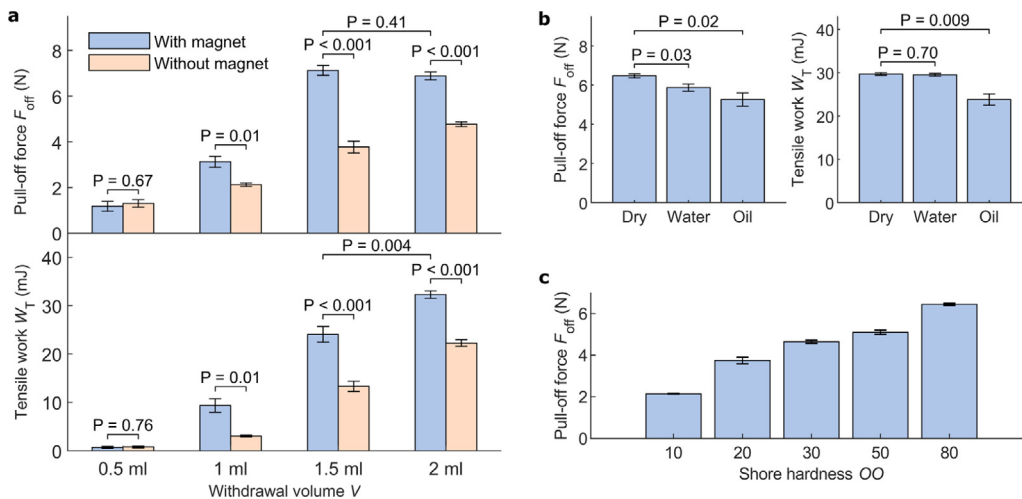 a
P = 0.41
With magnet
Without magnet
P < 0.001
P < 0.001
P = 0.01
P = 0.67
Pull-off force F off (N)
8
6
4
2
0
P = 0.004
P < 0.001
P < 0.001
P = 0.01
P = 0.76
Tensile work W T (mJ)
40
30
20
10
0
0.5 ml
1 ml
1.5 ml
2 ml
Withdrawal volume V
b
P = 0.02
P = 0.03
Pull-off force F off (N)
8
6
4
2
0
Dry
Water
Oil
P = 0.009
P = 0.70
Tensile work W T (mJ)
40
30
20
10
0
Dry
Water
Oil
c
Pull-off force F off (N)
6
4
2
0
10
20
30
50
80
Shore hardness OO